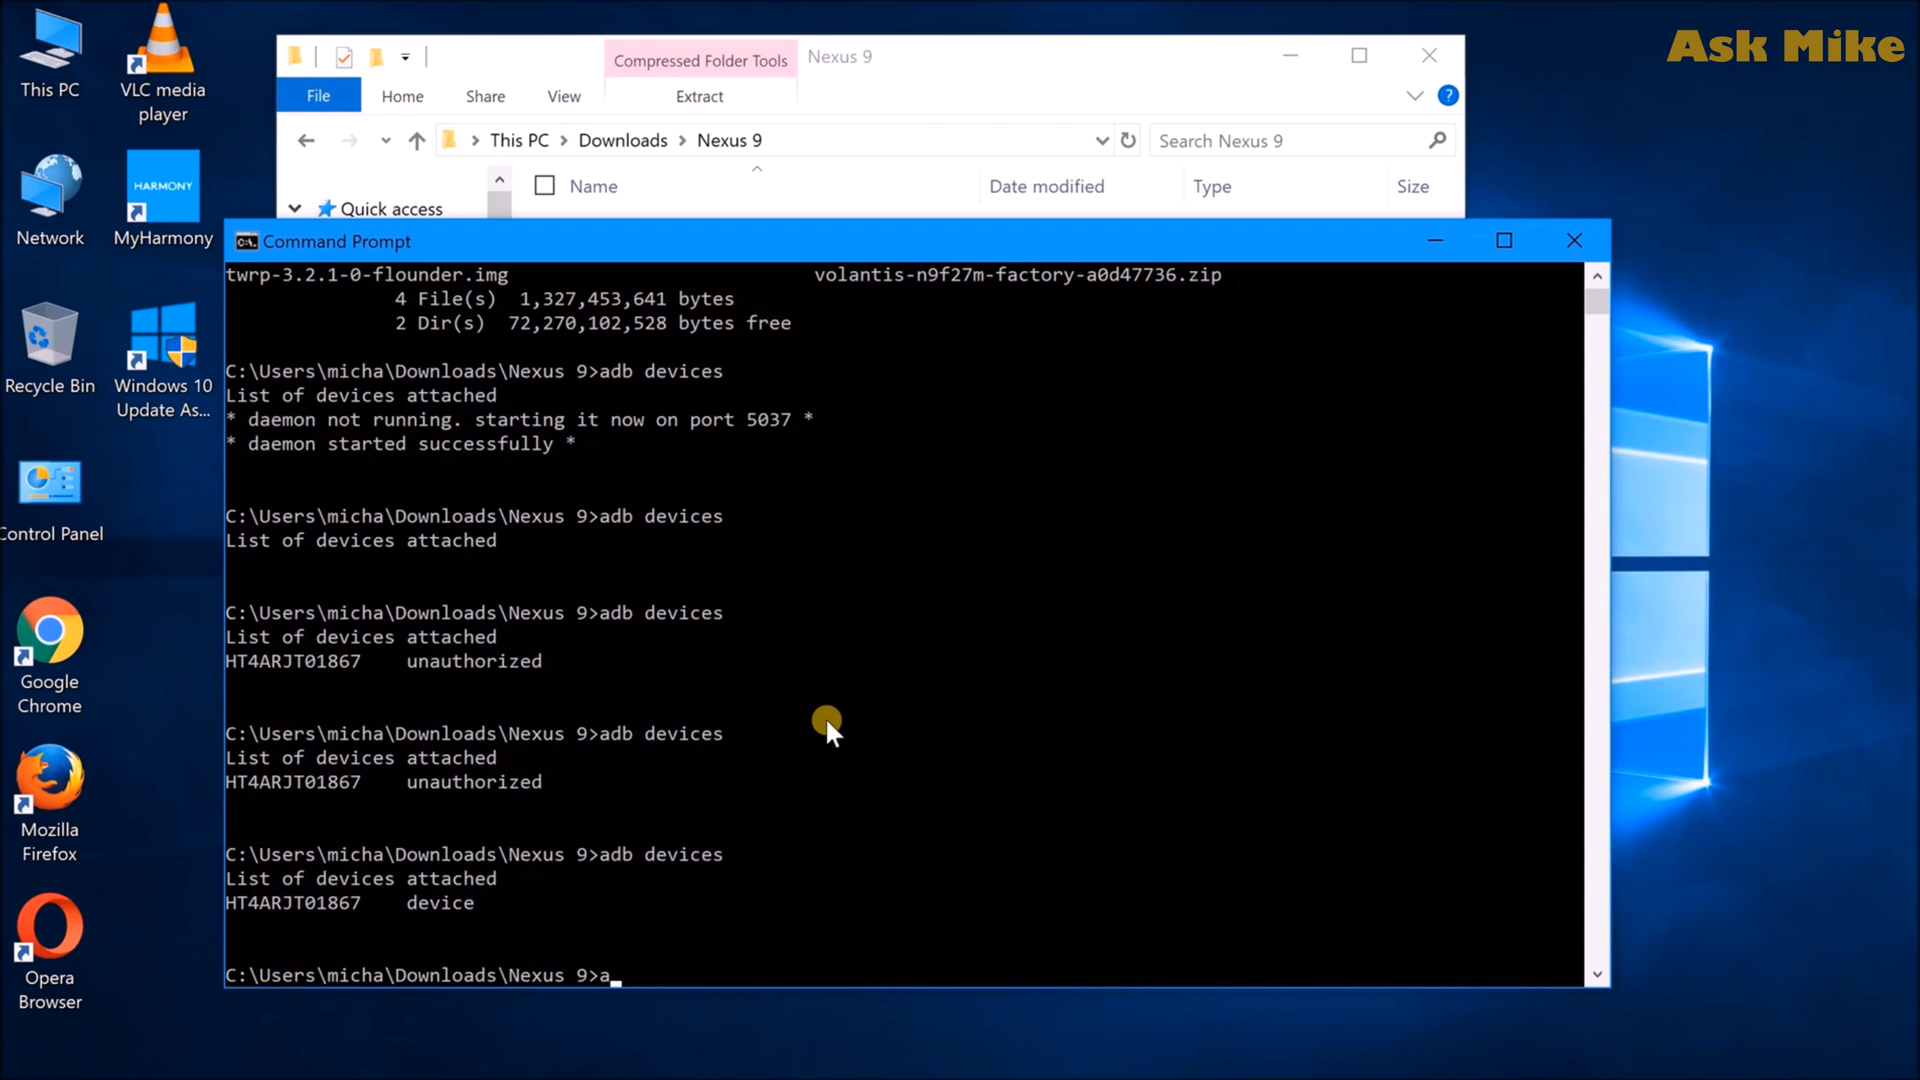 Ask Mike
This PC
VLC media
player
Network
HARMONY
MyHarmony
Recycle Bin
Windows 10
Update As...
Control Panel
Google
Chrome
Mozilla
Firefox
Opera
Browser
Compressed Folder Tools
Nexus 9
File
Home
Share
View
Extract
This PC > Downloads > Nexus 9
Search Nexus 9
Name
Date modified
Type
Size
Quick access
C:\. Command Prompt
twrp-3.2.1-0-flounder.img volantis-n9f27m-factory-a0d47736.zip
4 File(s) 1,327,453,641 bytes
2 Dir(s) 72,270,102,528 bytes free
C:\Users\micha\Downloads\Nexus 9>adb devices
List of devices attached
* daemon not running. starting it now on port 5037 *
* daemon started successfully *
C:\Users\micha\Downloads\Nexus 9>adb devices
List of devices attached
C:\Users\micha\Downloads\Nexus 9>adb devices
List of devices attached
HT4ARJT01867 unauthorized
C:\Users\micha\Downloads\Nexus 9>adb devices
List of devices attached
HT4ARJT01867 unauthorized
C:\Users\micha\Downloads\Nexus 9>adb devices
List of devices attached
HT4ARJT01867 device
C:\Users\micha\Downloads\Nexus 9>a_